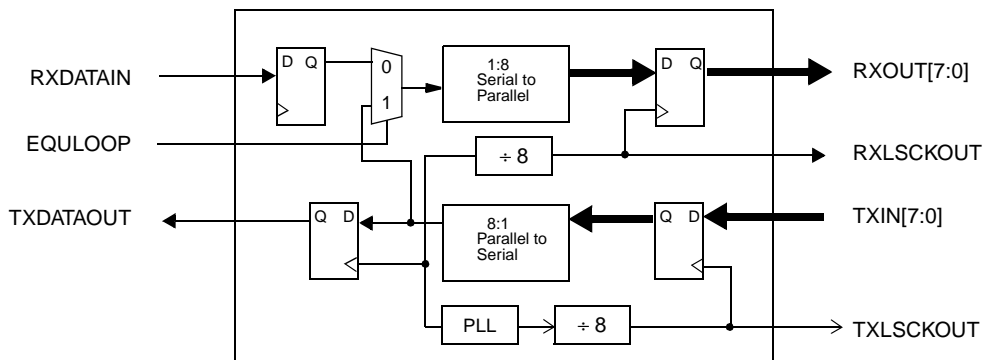 RXDATAIN
D Q
0
1
1:8
Serial to
Parallel
D Q
RXOUT[7:0]
EQULOOP
÷ 8
RXLSCKOUT
TXDATAOUT
Q D
8:1
Parallel to
Serial
Q D
TXIN[7:0]
PLL
÷ 8
TXLSCKOUT